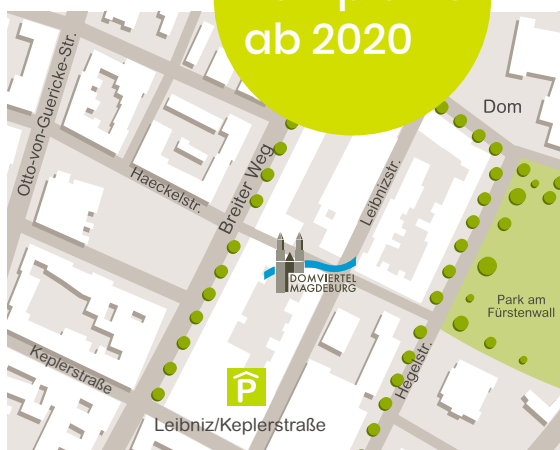 ab 2020
Dom
Otto-von-Guericke-Str.
Haeckelstr.
Breiter Weg
Leibnizstr.
DOMVIERTEL
MAGDEBURG
Park am
Fürstenwall
Keplerstraße
Hegelstr.
P
Leibniz/Keplerstraße